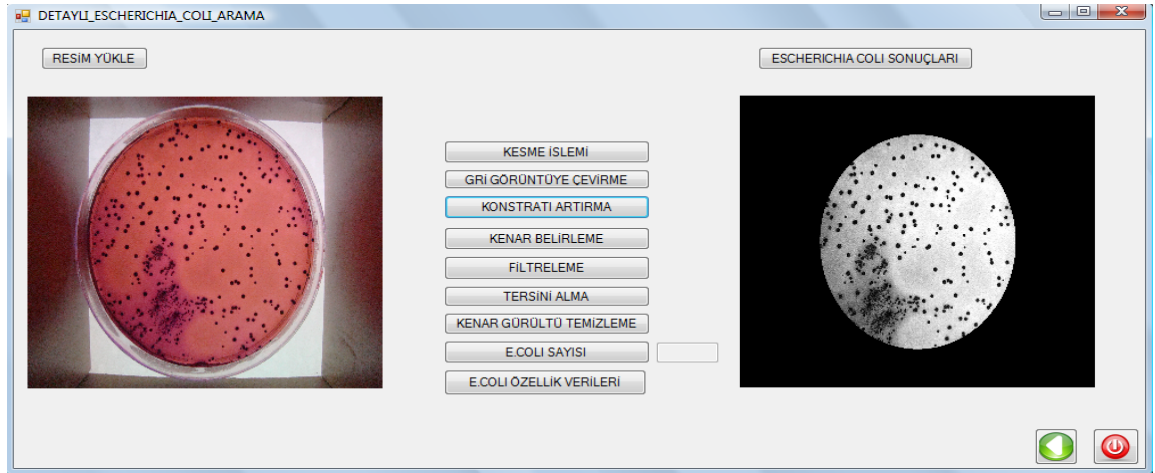 DETAYLI_ESCHERICHIA_COLI_ARAMA
RESİM YÜKLE
ESCHERICHIA COLI SONUÇLARI
KESME İSLEMİ
GRİ GÖRÜNTÜYE ÇEVİRME
KONSTRATI ARTIRMA
KENAR BELİRLEME
FİLTRELEME
TERSİNİ ALMA
KENAR GÜRÜLTÜ TEMİZLEME
E.COLI SAYISI
E.COLI ÖZELLİK VERİLERİ